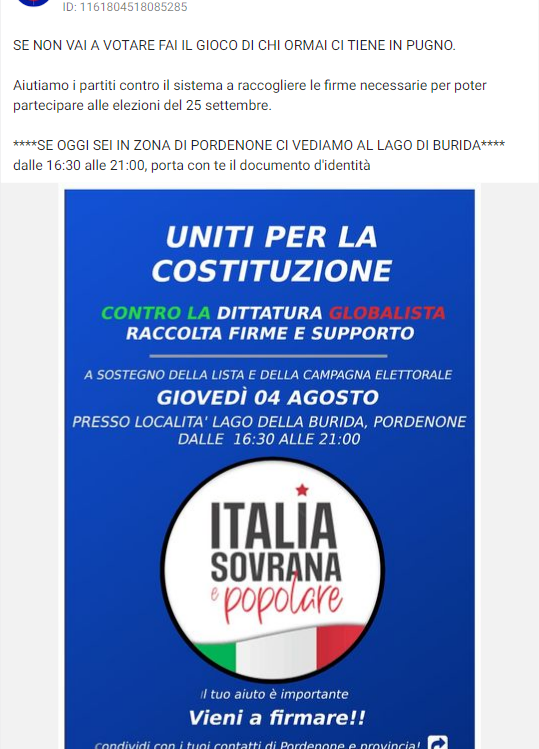 ID: 1161804518085285
SE NON VAI A VOTARE FAI IL GIOCO DI CHI ORMAI CI TIENE IN PUGNO.
Aiutiamo i partiti contro il sistema a raccogliere le firme necessarie per poter
partecipare alle elezioni del 25 settembre.
****SE OGGI SEI IN ZONA DI PORDENONE CI VEDIAMO AL LAGO DI BURIDA****
dalle 16:30 alle 21:00, porta con te il documento d'identità
UNITI PER LA
COSTITUZIONE
CONTRO LA DITTATURA GLOBALISTA
RACCOLTA FIRME E SUPPORTO
A SOSTEGNO DELLA LISTA E DELLA CAMPAGNA ELETTORALE
GIOVEDÌ 04 AGOSTO
PRESSO LOCALITA' LAGO DELLA BURIDA, PORDENONE
DALLE 16:30 ALLE 21:00
ITALIA
SOVRANA
e popolare
Il tuo aiuto è importante
Vieni a firmare!!
condividi con i tuoi contatti di Pordenone e provincia!